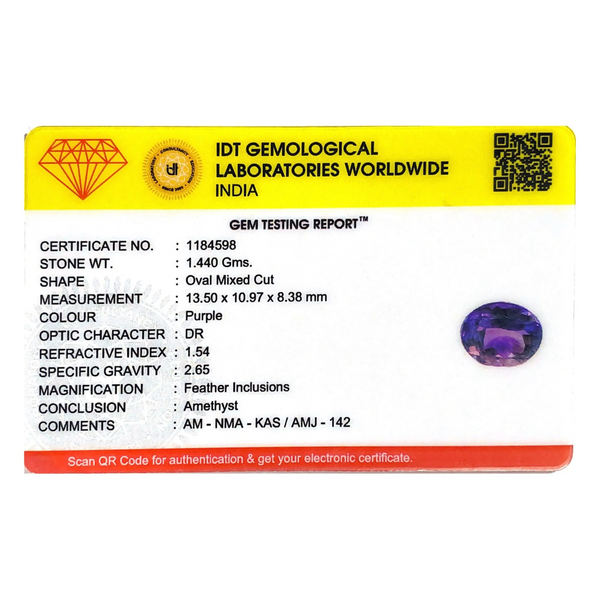 IDT GEMOLOGICAL
LABORATORIES WORLDWIDE
INDIA
idt
GEM TESTING REPORT™
CERTIFICATE NO. : 1184598
STONE WT. : 1.440 Gms.
SHAPE : Oval Mixed Cut
MEASUREMENT : 13.50 x 10.97 x 8.38 mm
COLOUR : Purple
OPTIC CHARACTER : DR
REFRACTIVE INDEX : 1.54
SPECIFIC GRAVITY : 2.65
MAGNIFICATION : Feather Inclusions
CONCLUSION : Amethyst
COMMENTS : AM - NMA - KAS / AMJ - 142
Scan QR Code for authentication & get your electronic certificate.